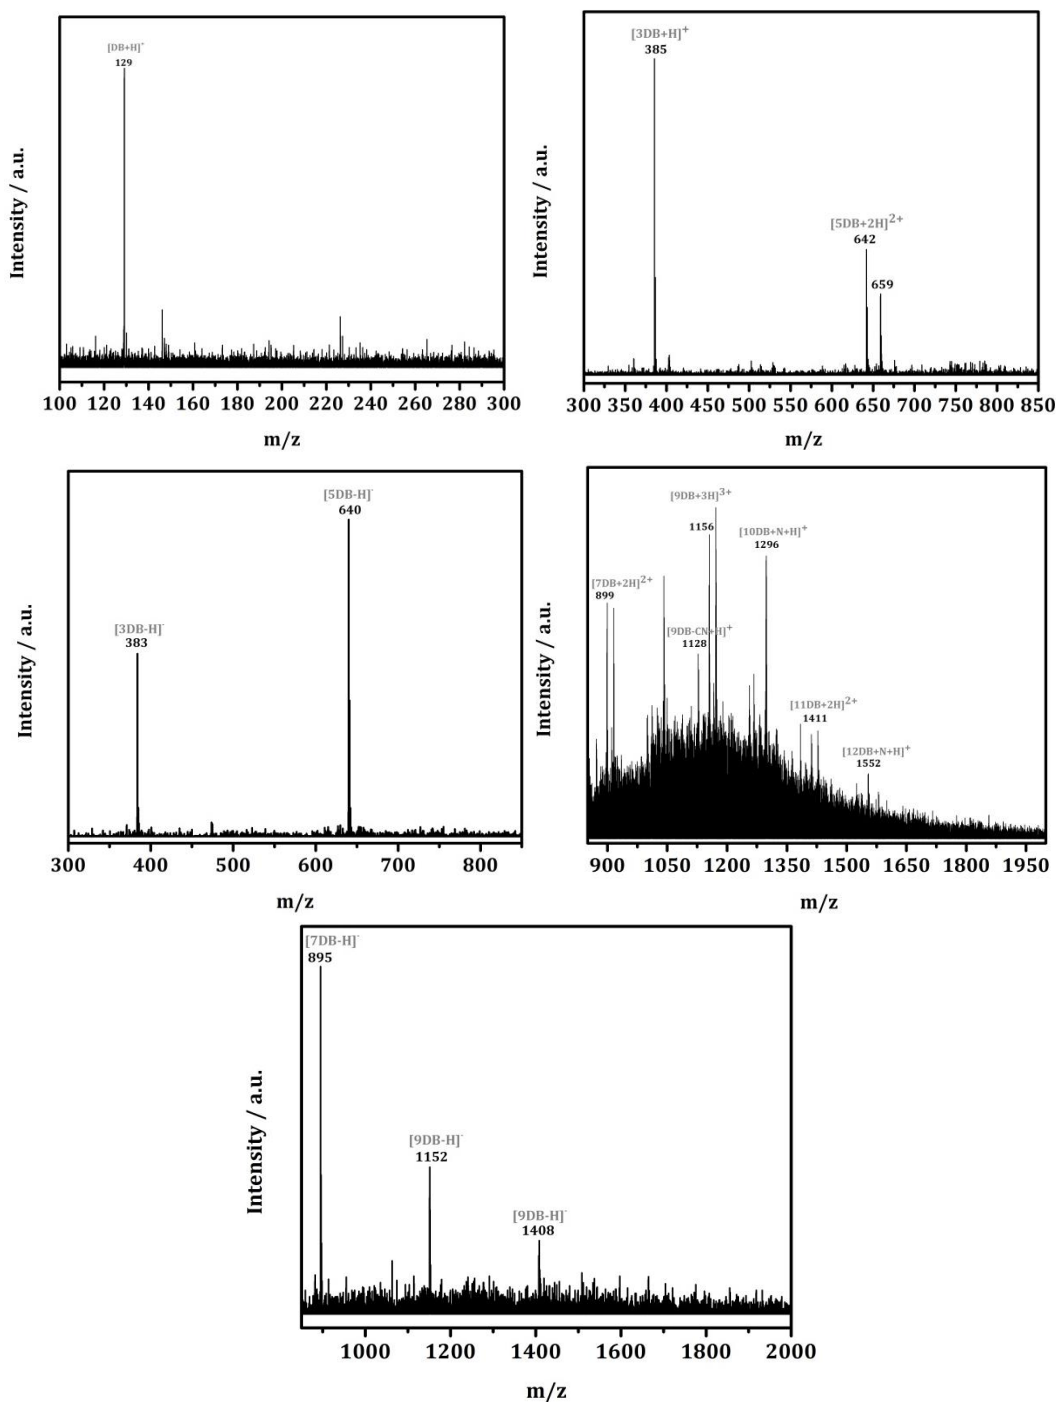 [DB+H]⁺
129
Intensity / a.u.
100 120 140 160 180 200 220 240 260 280 300
m/z
[3DB+H]⁺
385
[5DB+2H]²⁺
642
659
Intensity / a.u.
300 350 400 450 500 550 600 650 700 750 800 850
m/z
[5DB-H]⁻
640
[3DB-H]⁻
383
Intensity / a.u.
300 400 500 600 700 800
m/z
[9DB+3H]³⁺
1156
[10DB+N+H]⁺
1296
[7DB+2H]²⁺
899
[9DB-CN+H]⁺
1128
[11DB+2H]²⁺
1411
[12DB+N+H]⁺
1552
Intensity / a.u.
900 1050 1200 1350 1500 1650 1800 1950
m/z
[7DB-H]⁻
895
[9DB-H]⁻
1152
[9DB-H]⁻
1408
Intensity / a.u.
1000 1200 1400 1600 1800 2000
m/z